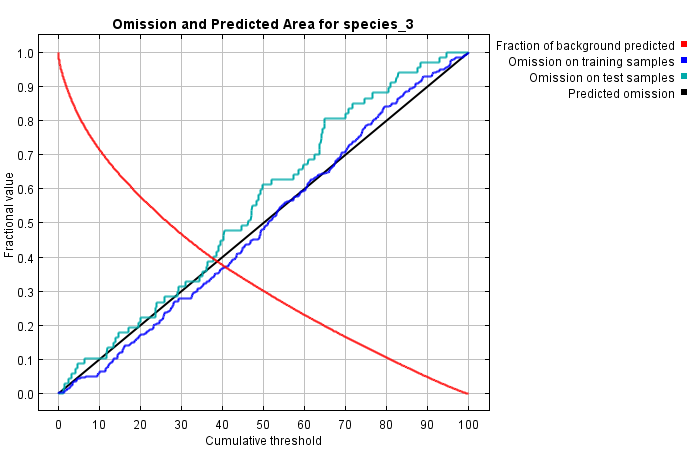 Omission and Predicted Area for species_3
Fraction of background predicted
Omission on training samples
Omission on test samples
Predicted omission
Fractional value
1.0
0.9
0.8
0.7
0.6
0.5
0.4
0.3
0.2
0.1
0.0
0 10 20 30 40 50 60 70 80 90 100
Cumulative threshold